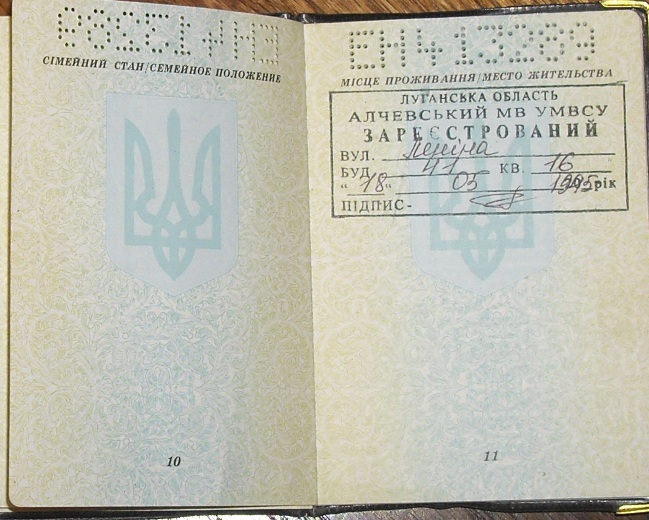 СІМЕЙНИЙ СТАН/СЕМЕЙНОЕ ПОЛОЖЕНИЕ
10
ЕН413289
МІСЦЕ ПРОЖИВАННЯ/МЕСТО ЖИТЕЛЬСТВА
ЛУГАНСЬКА ОБЛАСТЬ
АЛЧЕВСЬКИЙ МВ УМВСУ
ЗАРЕЄСТРОВАНИЙ
ВУЛ. Леніна
БУД 41 КВ. 16
"18" 05 рік
ПІДПИС-
11